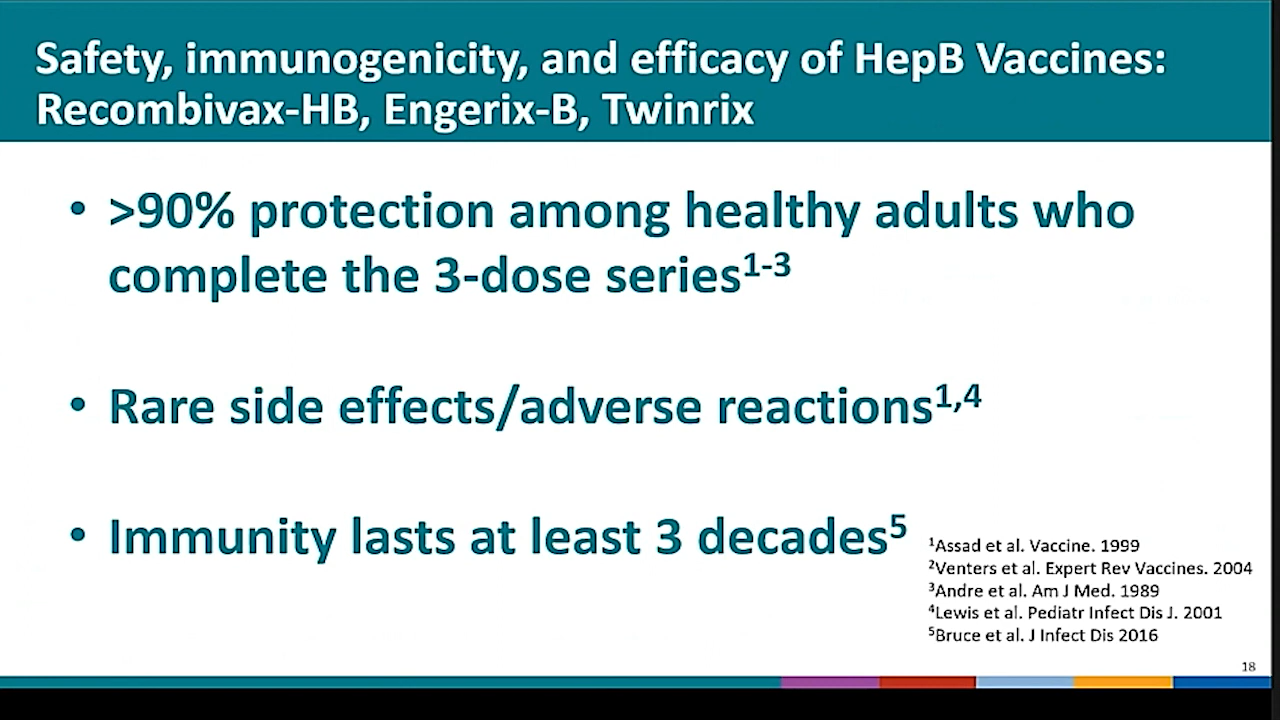 Safety, immunogenicity, and efficacy of HepB Vaccines:
Recombivax-HB, Engerix-B, Twinrix
• >90% protection among healthy adults who
complete the 3-dose series¹⁻³
• Rare side effects/adverse reactions¹,⁴
• Immunity lasts at least 3 decades⁵
¹Assad et al. Vaccine. 1999
²Venters et al. Expert Rev Vaccines. 2004
³Andre et al. Am J Med. 1989
⁴Lewis et al. Pediatr Infect Dis J. 2001
⁵Bruce et al. J Infect Dis 2016
18